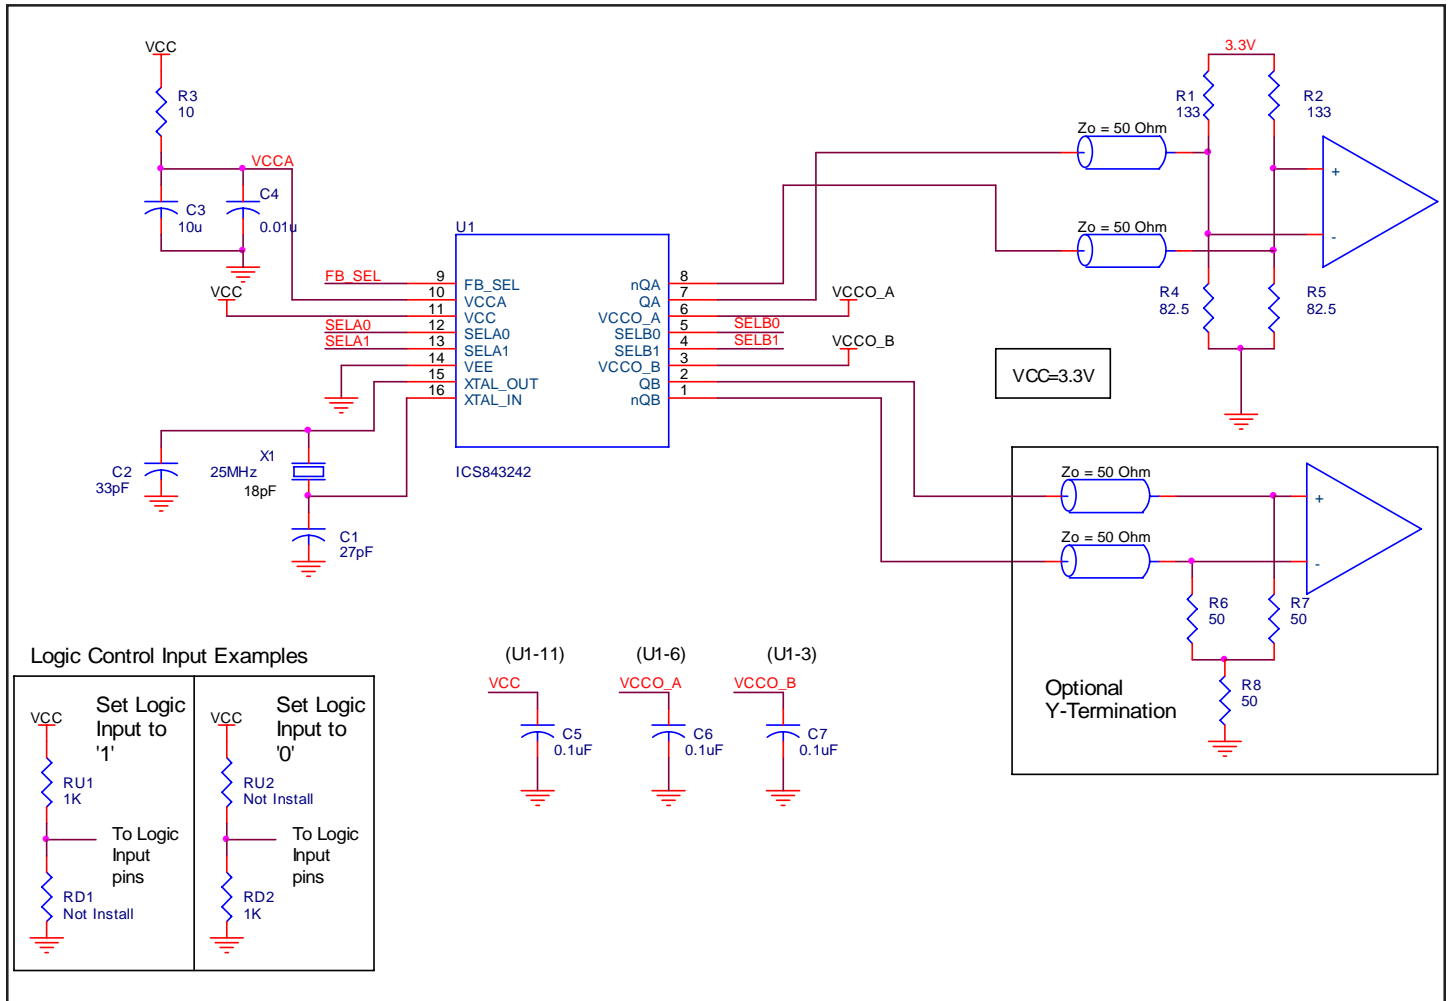 VCC
R3
10
VCCA
C3
10u
C4
0.01u
U1
FB_SEL
VCC
SELA0
SELA1
9
10
11
12
13
14
15
16
FB_SEL
VCCA
VCC
SELA0
SELA1
VEE
XTAL_OUT
XTAL_IN
nQA
QA
VCCO_A
SELB0
SELB1
VCCO_B
QB
nQB
8
7
6
5
4
3
2
1
ICS843242
VCCO_A
SELB0
SELB1
VCCO_B
3.3V
R1
133
R2
133
Zo = 50 Ohm
Zo = 50 Ohm
+
-
R4
82.5
R5
82.5
VCC=3.3V
C2
33pF
X1
25MHz
18pF
C1
27pF
Zo = 50 Ohm
Zo = 50 Ohm
+
-
R6
50
R7
50
R8
50
Optional
Y-Termination
Logic Control Input Examples
VCC
Set Logic
Input to
'1'
RU1
1K
To Logic
Input
pins
RD1
Not Install
VCC
Set Logic
Input to
'0'
RU2
Not Install
To Logic
Input
pins
RD2
1K
(U1-11)
VCC
C5
0.1uF
(U1-6)
VCCO_A
C6
0.1uF
(U1-3)
VCCO_B
C7
0.1uF